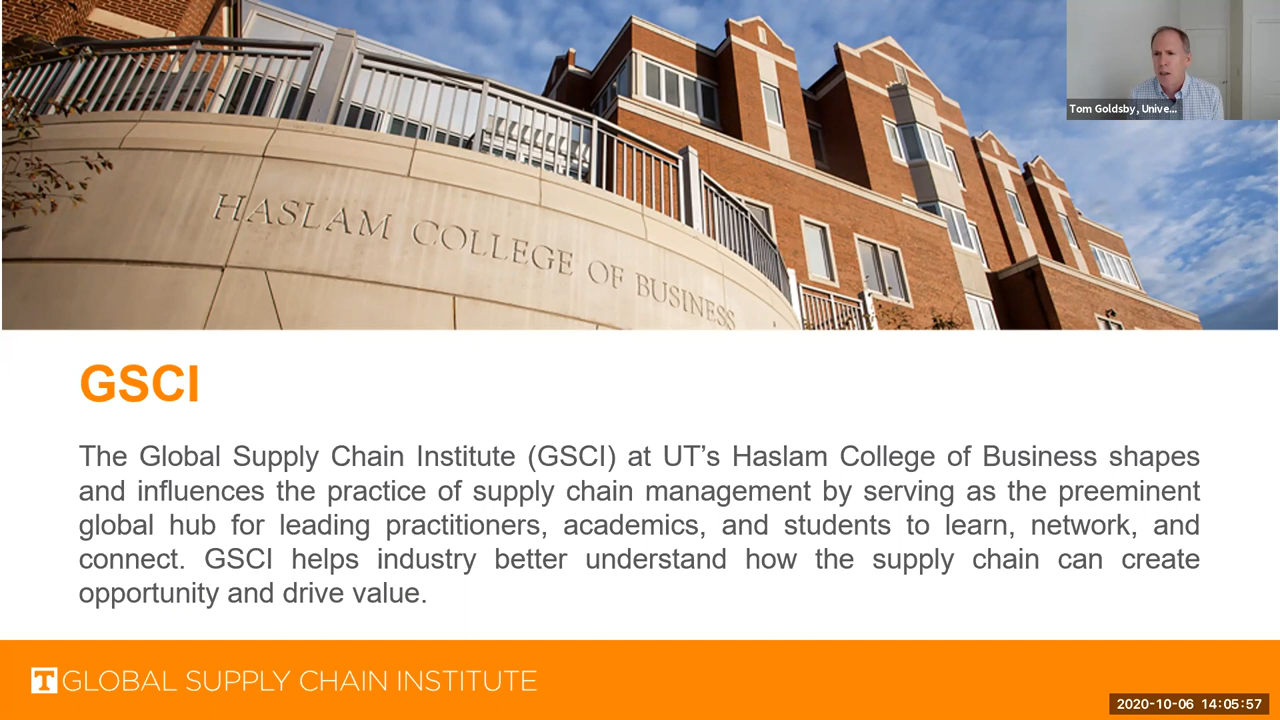 HASLAM COLLEGE OF BUSINESS
Tom Goldsby, Unive...
GSCI
The Global Supply Chain Institute (GSCI) at UT’s Haslam College of Business shapes
and influences the practice of supply chain management by serving as the preeminent
global hub for leading practitioners, academics, and students to learn, network, and
connect. GSCI helps industry better understand how the supply chain can create
opportunity and drive value.
T GLOBAL SUPPLY CHAIN INSTITUTE
2020-10-06 14:05:57